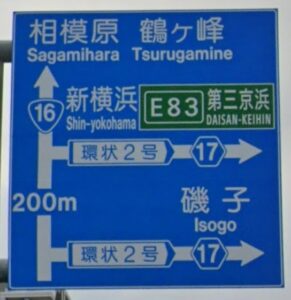 相模原 鶴ヶ峰
Sagamihara Tsurugamine
16
新横浜 E83 第三京浜
Shin-yokohama DAISAN-KEIHIN
環状2号 17
200m
磯子
Isogo
環状2号 17